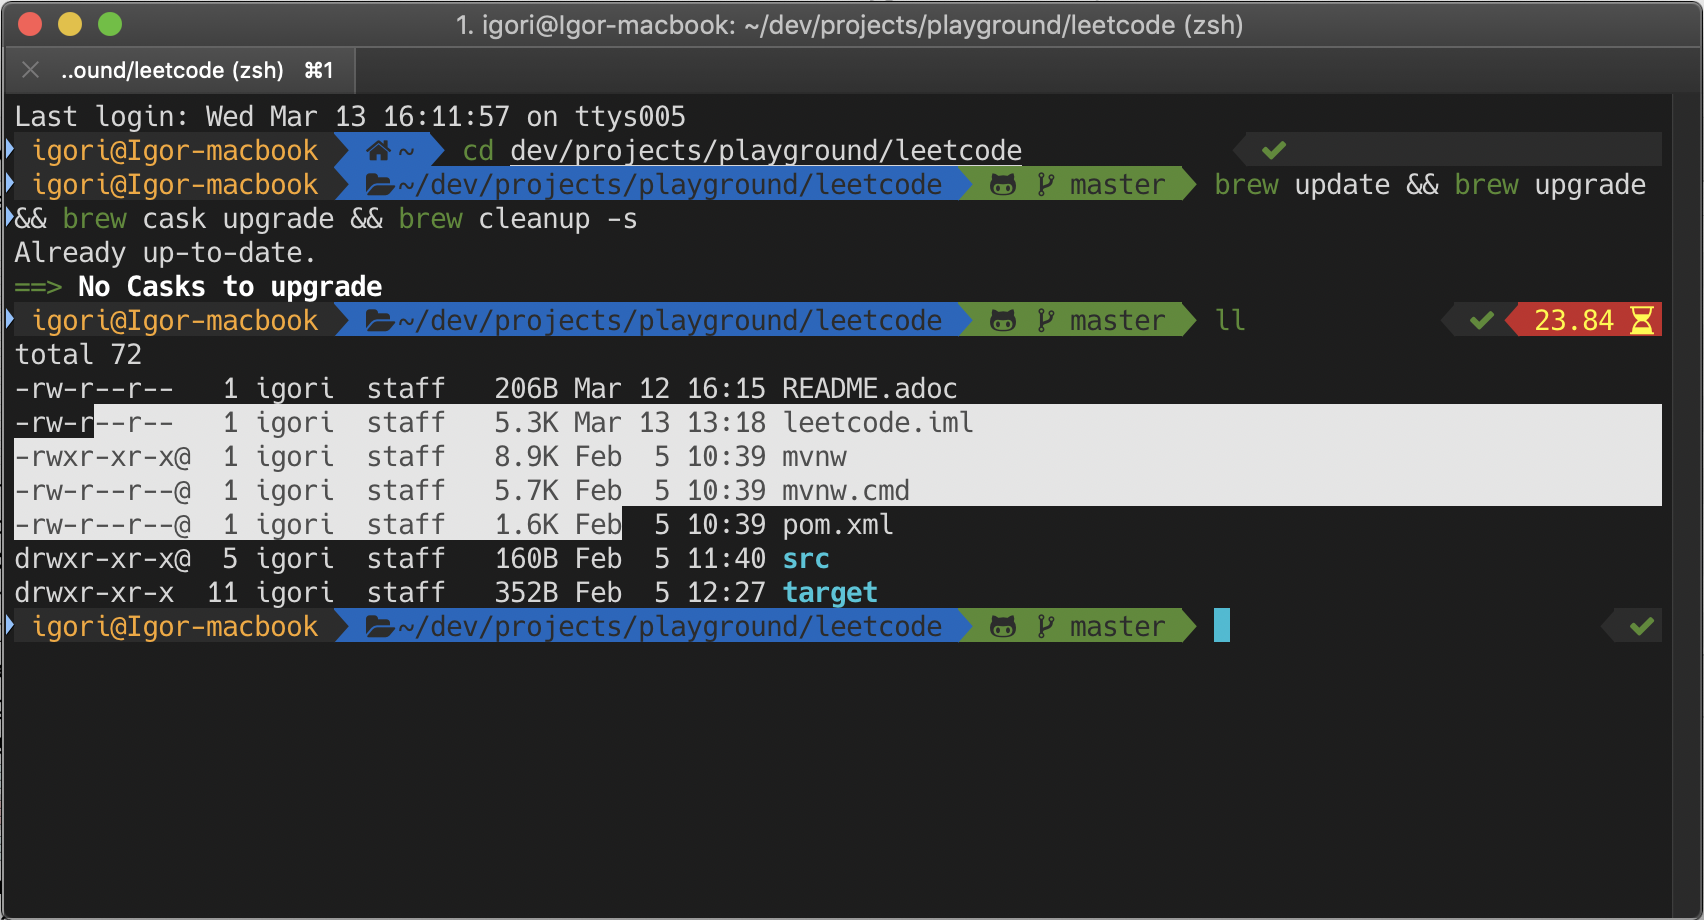 1. igori@Igor-macbook: ~/dev/projects/playground/leetcode (zsh)
..ound/leetcode (zsh) ⌘1
Last login: Wed Mar 13 16:11:57 on ttys005
igori@Igor-macbook ~ cd dev/projects/playground/leetcode ✔
igori@Igor-macbook ~/dev/projects/playground/leetcode master brew update && brew upgrade
&& brew cask upgrade && brew cleanup -s
Already up-to-date.
==> No Casks to upgrade
igori@Igor-macbook ~/dev/projects/playground/leetcode master ll ✔ 23.84
total 72
-rw-r--r-- 1 igori staff 206B Mar 12 16:15 README.adoc
-rw-r--r-- 1 igori staff 5.3K Mar 13 13:18 leetcode.iml
-rwxr-xr-x@ 1 igori staff 8.9K Feb 5 10:39 mvnw
-rw-r--r--@ 1 igori staff 5.7K Feb 5 10:39 mvnw.cmd
-rw-r--r--@ 1 igori staff 1.6K Feb 5 10:39 pom.xml
drwxr-xr-x@ 5 igori staff 160B Feb 5 11:40 src
drwxr-xr-x 11 igori staff 352B Feb 5 12:27 target
igori@Igor-macbook ~/dev/projects/playground/leetcode master ✔